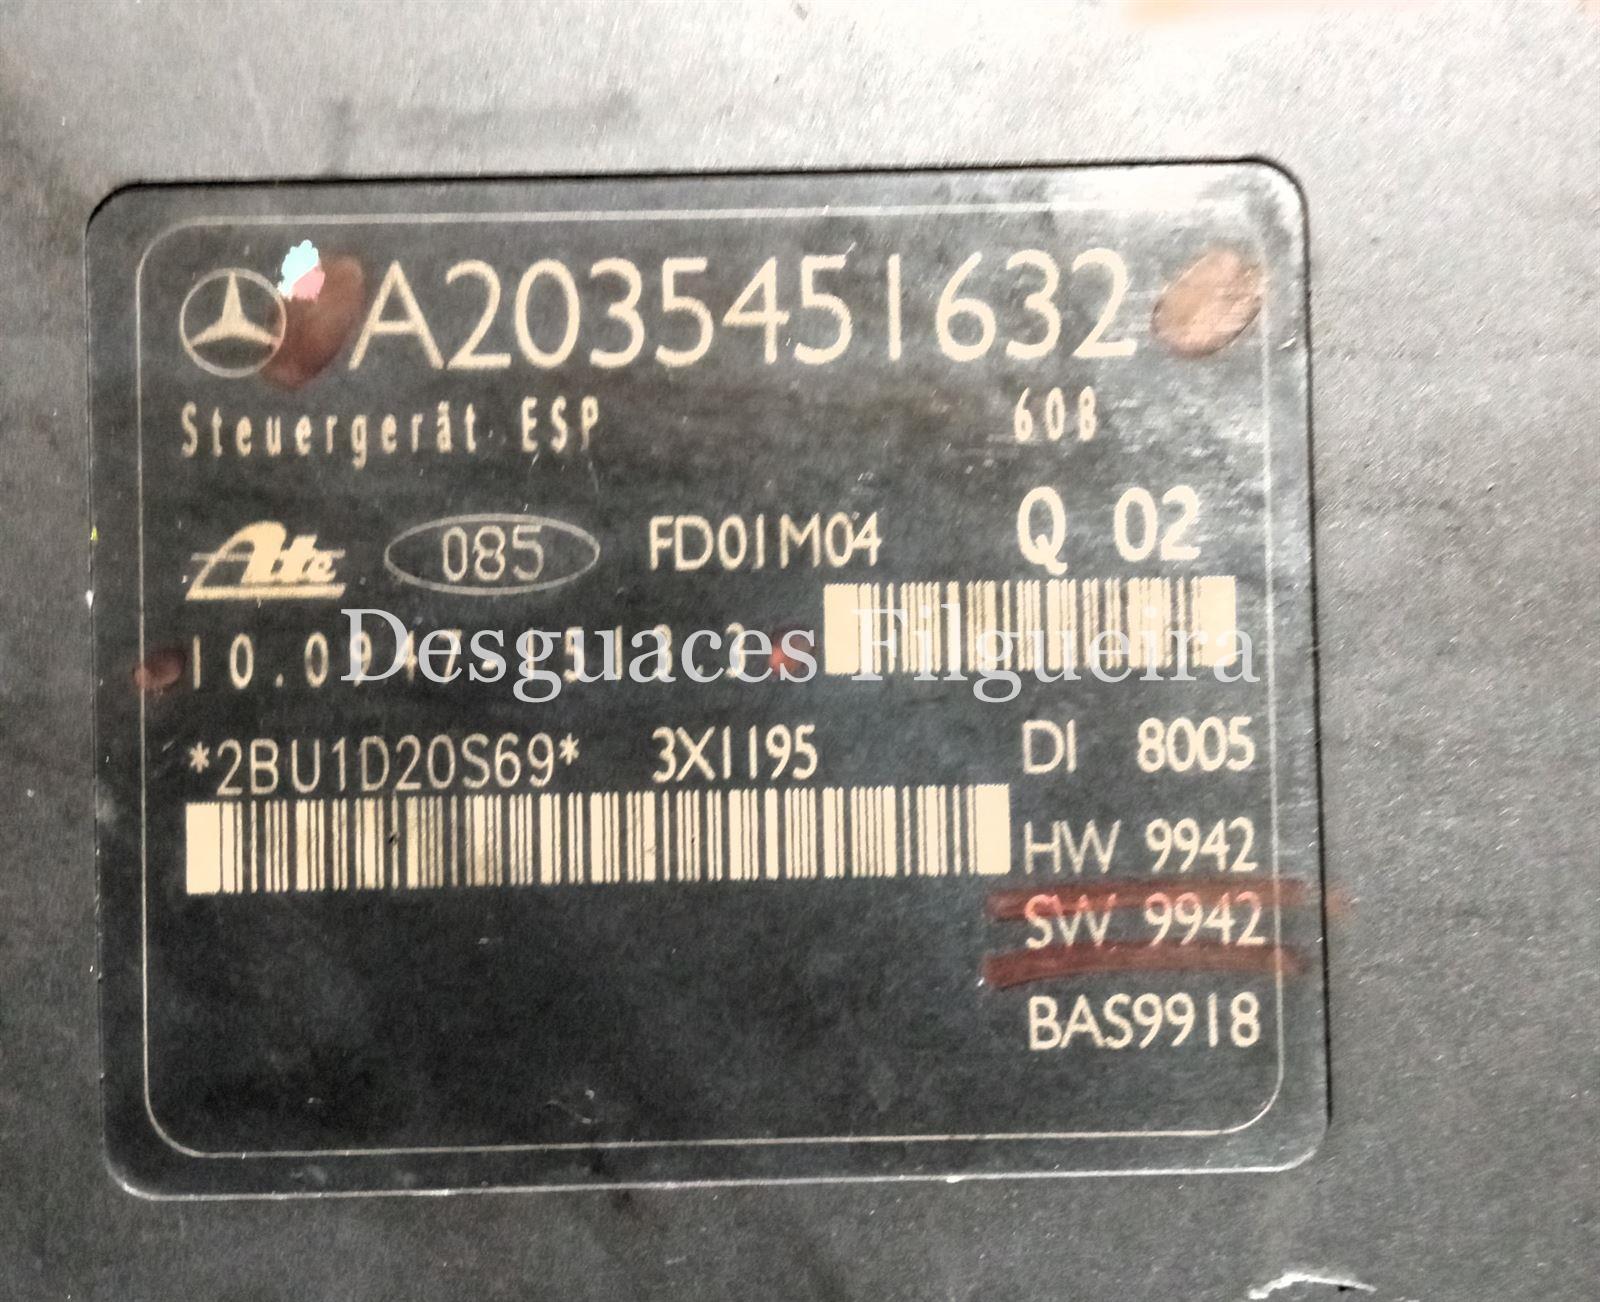 A2035451632
Steuergerät ESP 608
Ate 085 FD01M04 Q 02
Desguaces Filgueira
*2BU1D20S69* 3X1195 DI 8005
HW 9942
SW 9942
BAS9918